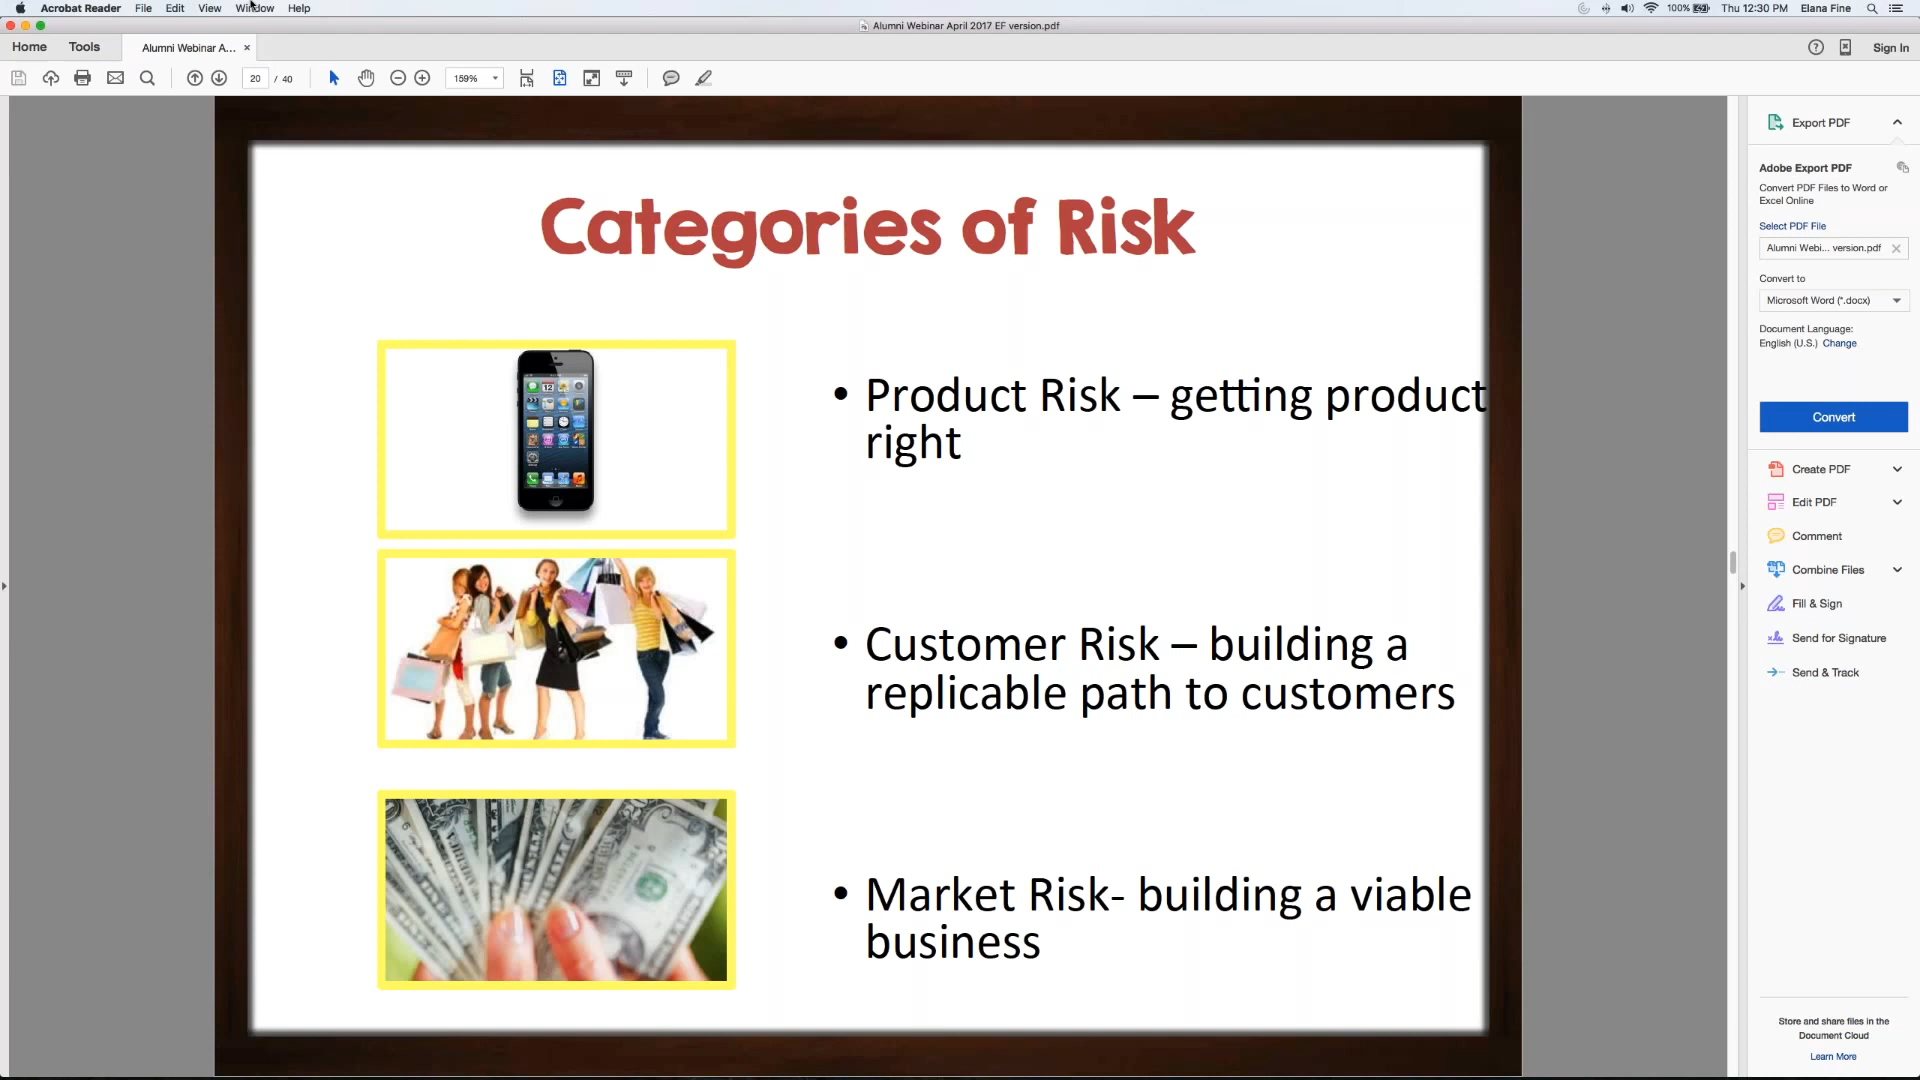 Acrobat Reader File Edit View Window Help
100% Thu 12:30 PM Elana Fine
Alumni Webinar April 2017 EF version.pdf
Home Tools Alumni Webinar A... × Sign In
20 / 40 159%
Categories of Risk
• Product Risk – getting product
right
• Customer Risk – building a
replicable path to customers
• Market Risk- building a viable
business
Export PDF
Adobe Export PDF
Convert PDF Files to Word or
Excel Online
Select PDF File
Alumni Webi... version.pdf
Convert to
Microsoft Word (*.docx)
Document Language:
English (U.S.) Change
Convert
Create PDF
Edit PDF
Comment
Combine Files
Fill & Sign
Send for Signature
Send & Track
Store and share files in the
Document Cloud
Learn More